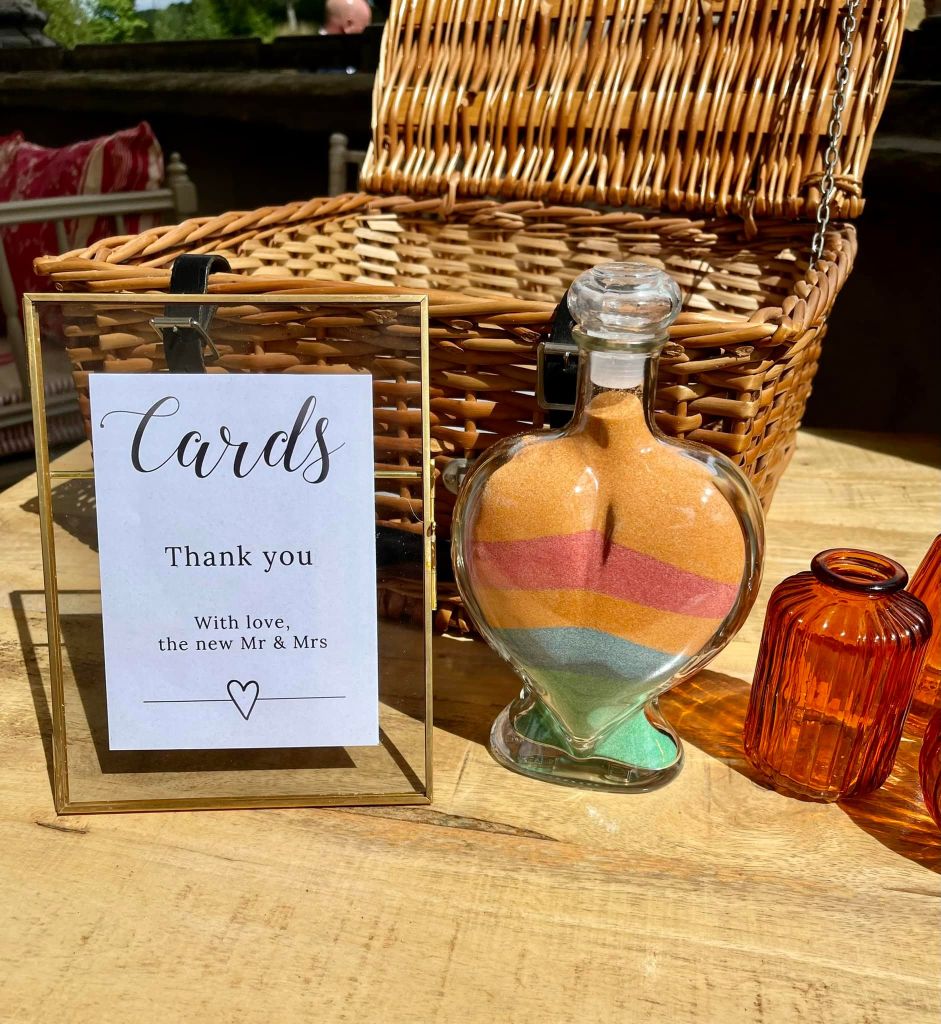 Cards
Thank you
With love,
the new Mr & Mrs